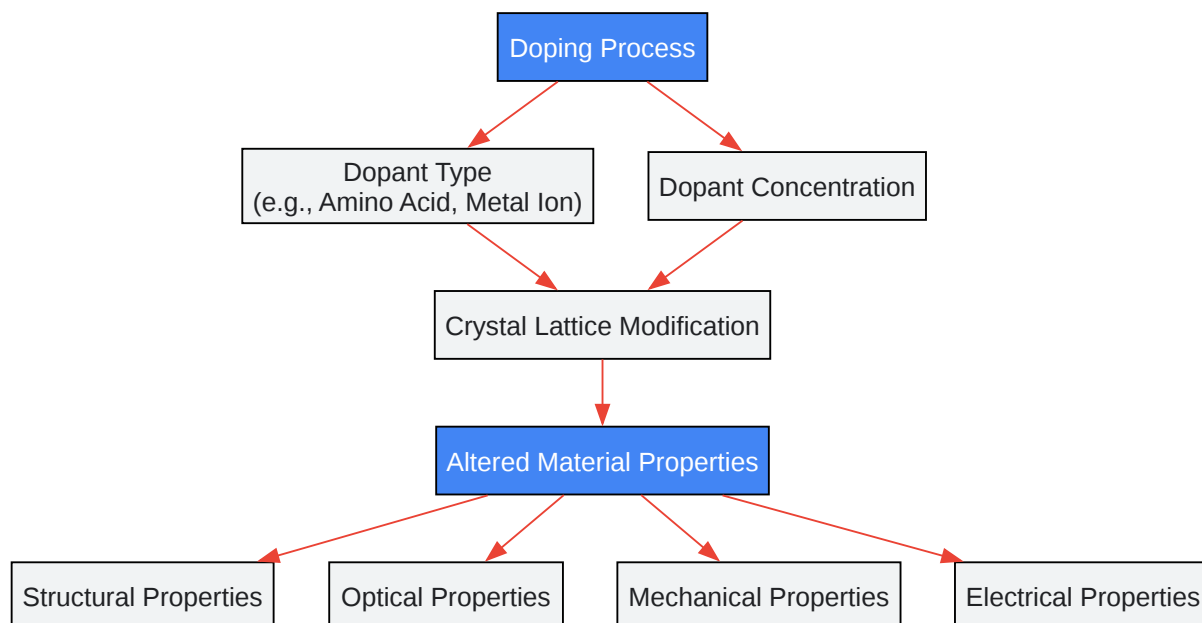 Doping Process
Dopant Type
(e.g., Amino Acid, Metal Ion)
Dopant Concentration
Crystal Lattice Modification
Altered Material Properties
Structural Properties
Optical Properties
Mechanical Properties
Electrical Properties